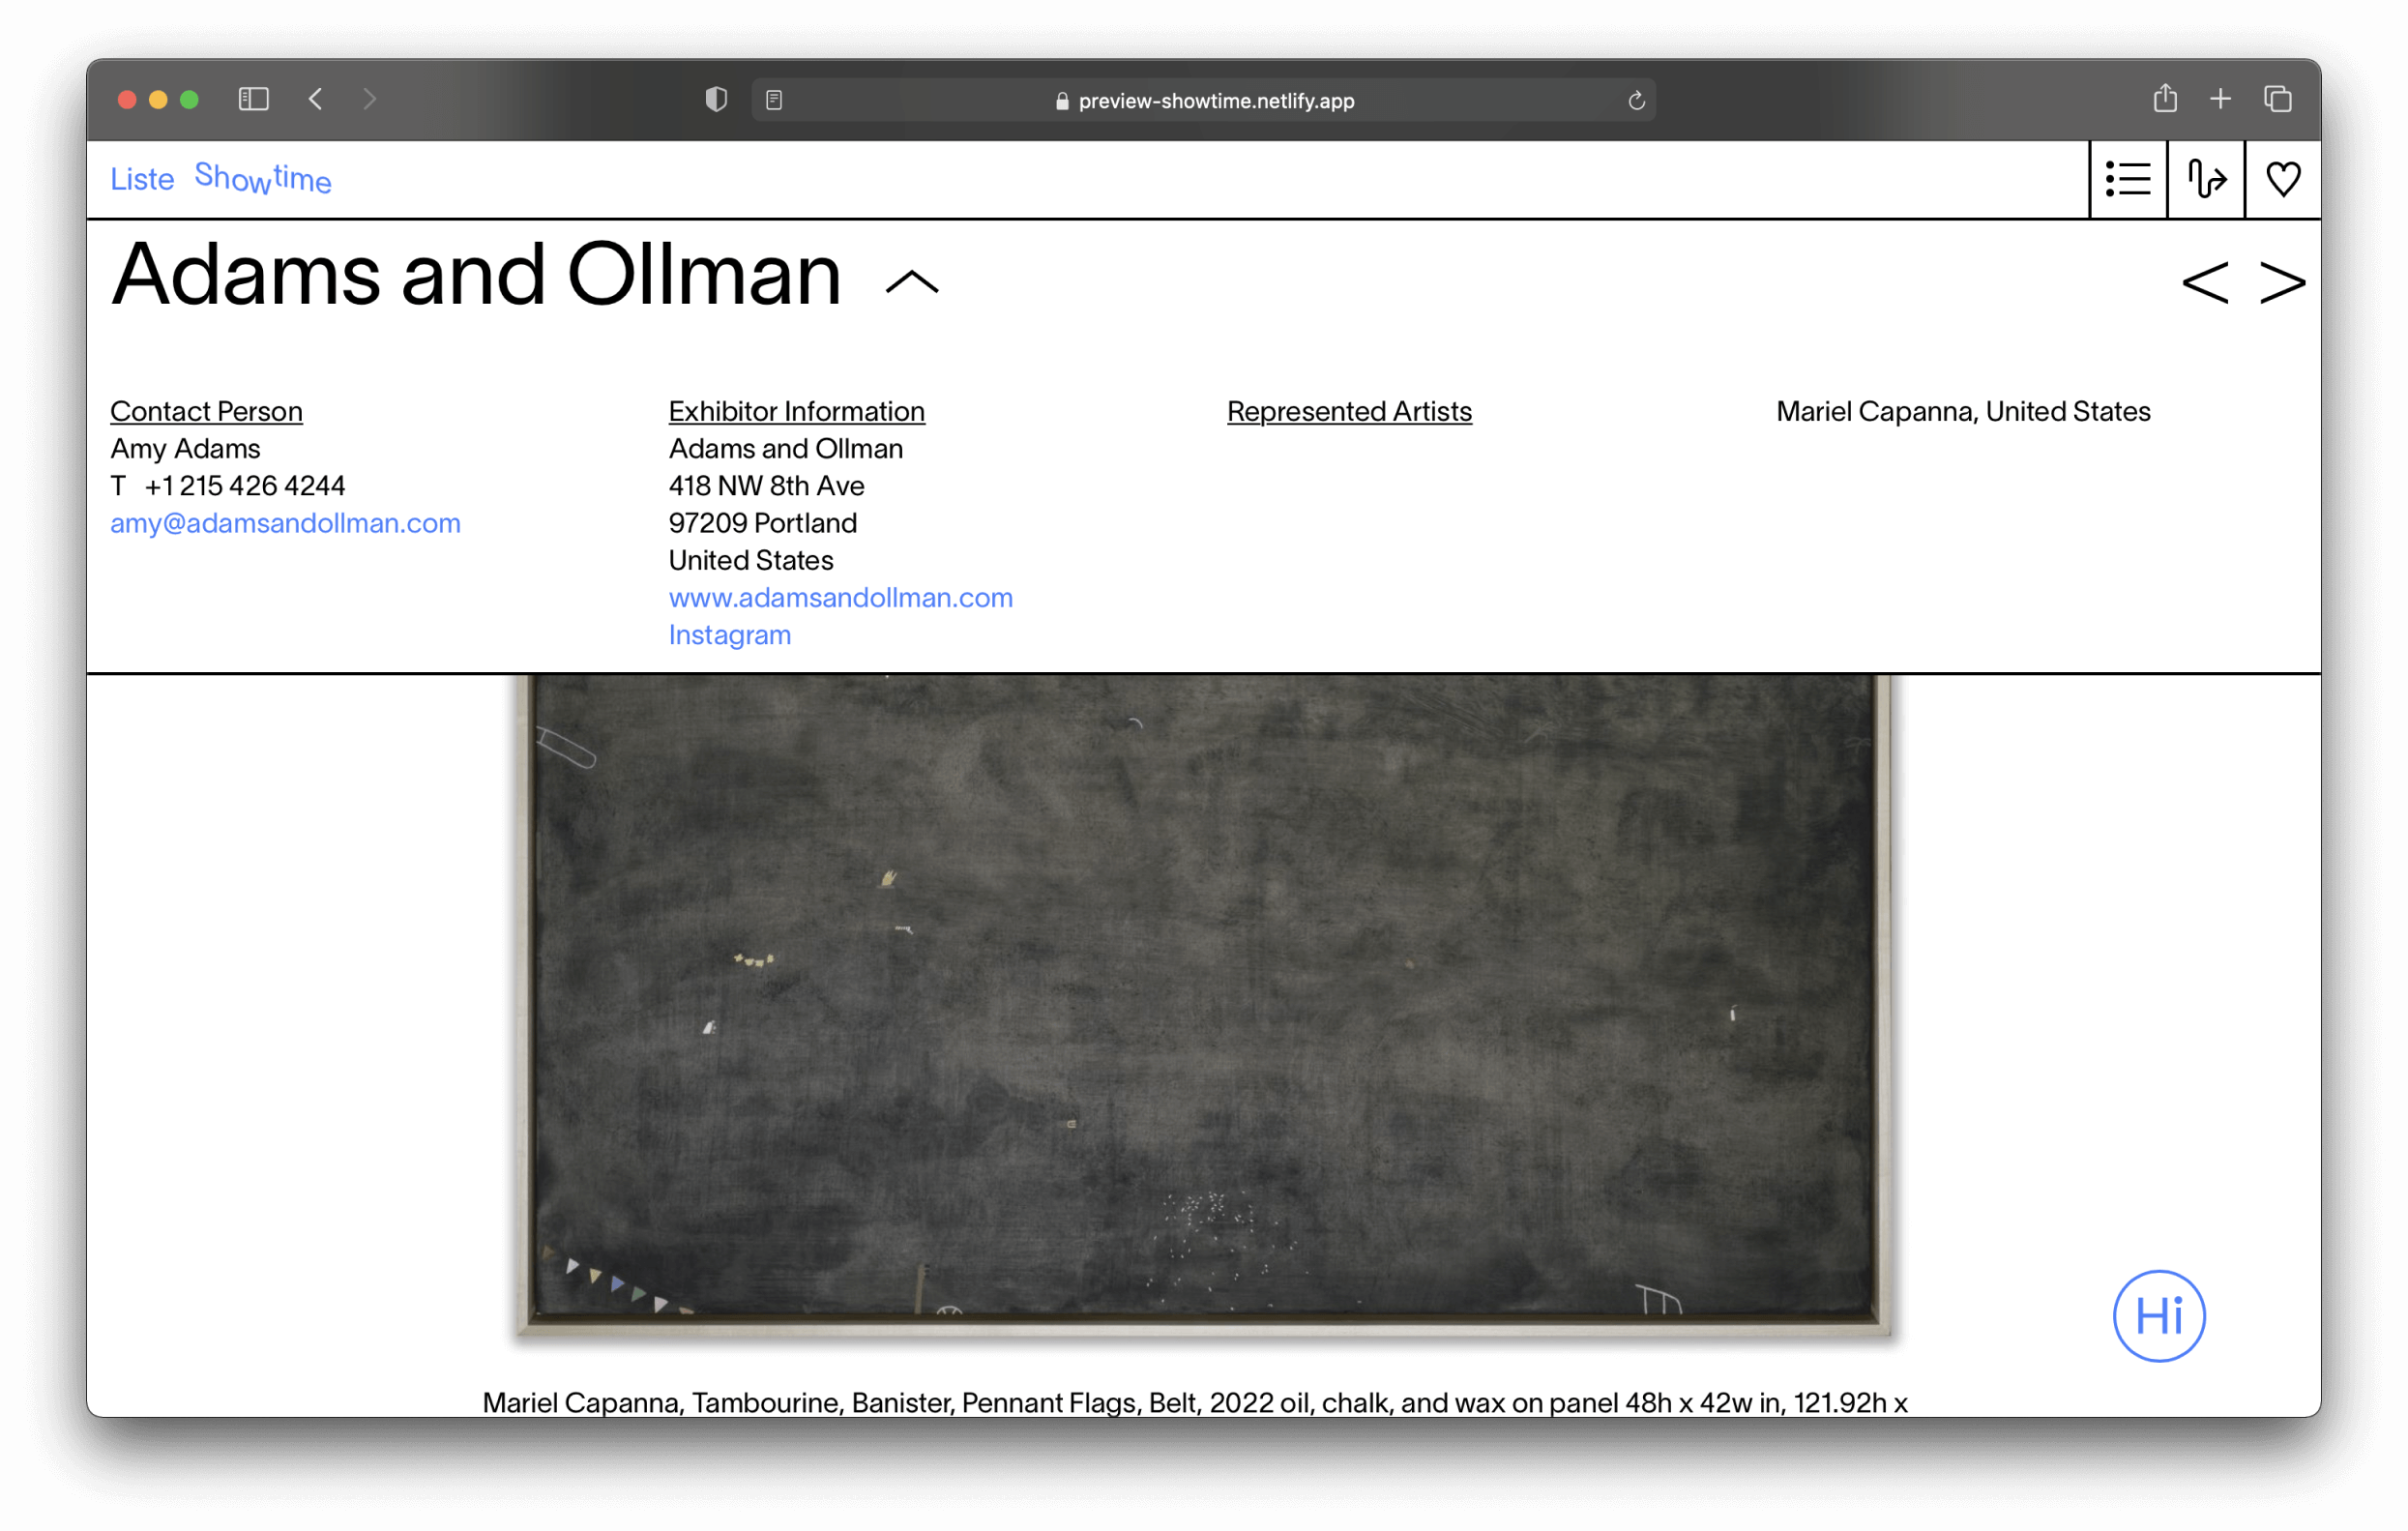 preview-showtime.netlify.app
Liste Showtime
Adams and Ollman
< >
Contact Person
Amy Adams
T +1 215 426 4244
amy@adamsandollman.com
Exhibitor Information
Adams and Ollman
418 NW 8th Ave
97209 Portland
United States
www.adamsandollman.com
Instagram
Represented Artists
Mariel Capanna, United States
Hi
Mariel Capanna, Tambourine, Banister, Pennant Flags, Belt, 2022 oil, chalk, and wax on panel 48h x 42w in, 121.92h x